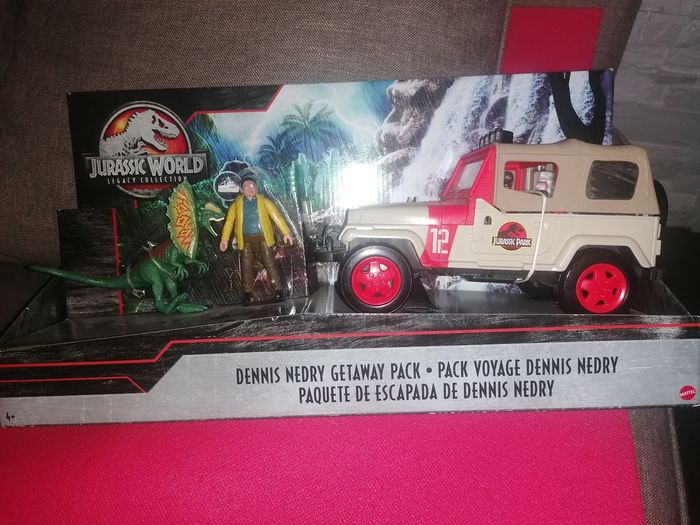 JURASSIC WORLD
LEGACY COLLECTION
12
JURASSIC PARK
DENNIS NEDRY GETAWAY PACK • PACK VOYAGE DENNIS NEDRY
PAQUETE DE ESCAPADA DE DENNIS NEDRY
4+
MATTEL